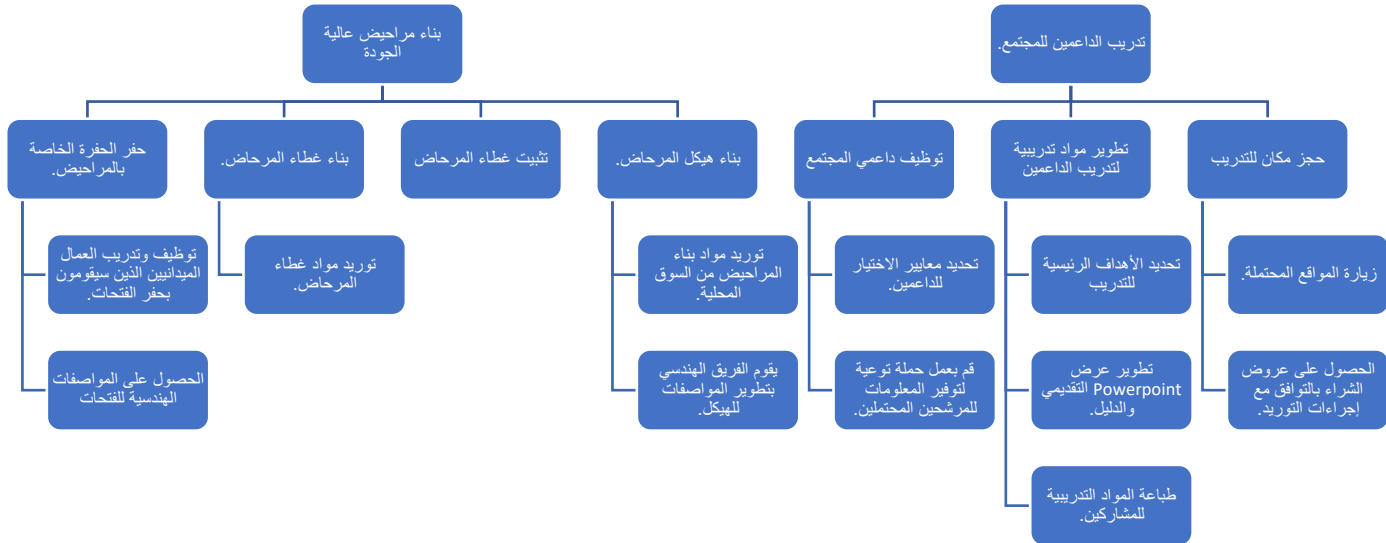 تدريب الداعمين للمجتمع.
حجز مكان للتدريب
زيارة المواقع المحتملة.
الحصول على عروض
الشراء بالتوافق مع
إجراءات التوريد.
تطوير مواد تدريبية
لتدريب الداعمين
تحديد الأهداف الرئيسية
للتدريب
تطوير عرض
Powerpoint التقديمي
والدليل.
طباعة المواد التدريبية
للمشاركين.
توظيف داعمي المجتمع
تحديد معايير الاختيار
للداعمين.
قم بعمل حملة توعية
لتوفير المعلومات
للمرشحين المحتملين.
بناء مراحيض عالية
الجودة
بناء هيكل المرحاض.
توريد مواد بناء
المراحيض من السوق
المحلية.
يقوم الفريق الهندسي
بتطوير المواصفات
للهيكل.
تثبيت غطاء المرحاض
بناء غطاء المرحاض.
توريد مواد غطاء
المرحاض.
حفر الحفرة الخاصة
بالمراحيض.
توظيف وتدريب العمال
الميدانيين الذين سيقومون
بحفر الفتحات.
الحصول على المواصفات
الهندسية للفتحات